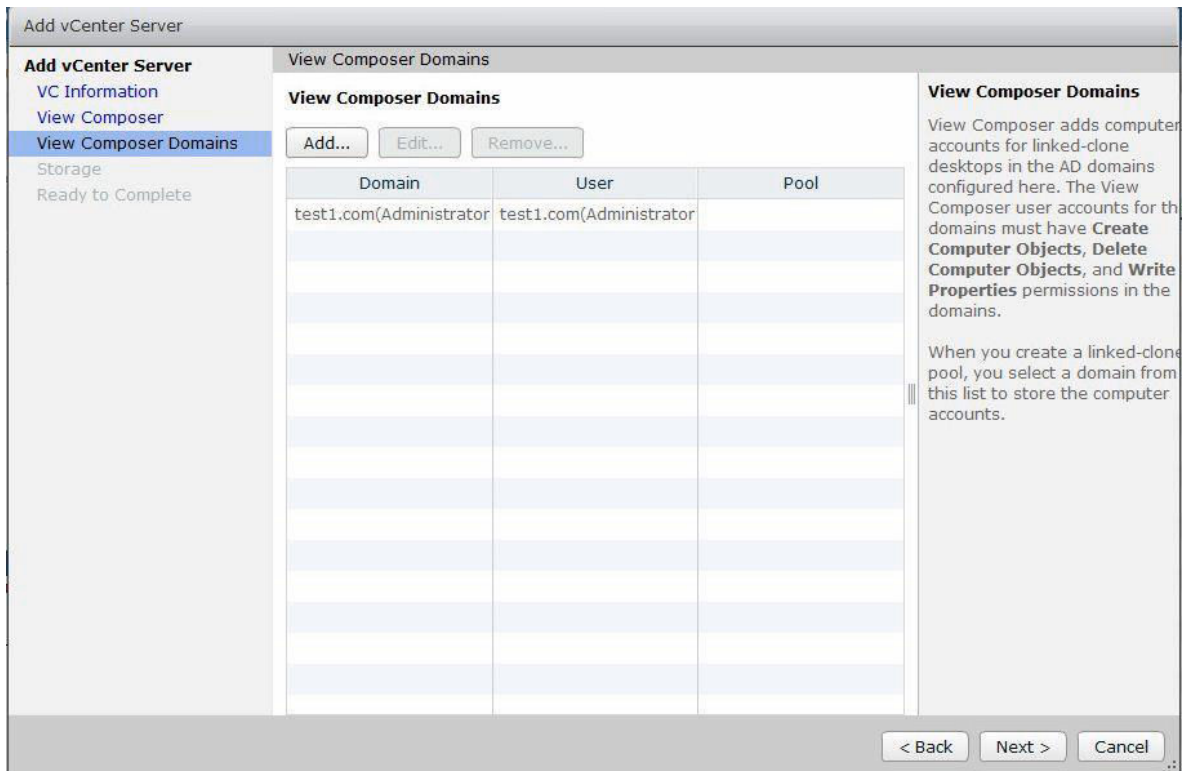 Add vCenter Server
Add vCenter Server
VC Information
View Composer
View Composer Domains
Storage
Ready to Complete
View Composer Domains
View Composer Domains
Add...
Edit...
Remove...
Domain
User
Pool
test1.com(Administrator
test1.com(Administrator
View Composer Domains
View Composer adds computer
accounts for linked-clone
desktops in the AD domains
configured here. The View
Composer user accounts for th
domains must have Create
Computer Objects, Delete
Computer Objects, and Write
Properties permissions in the
domains.
When you create a linked-clone
pool, you select a domain from
this list to store the computer
accounts.
< Back
Next >
Cancel